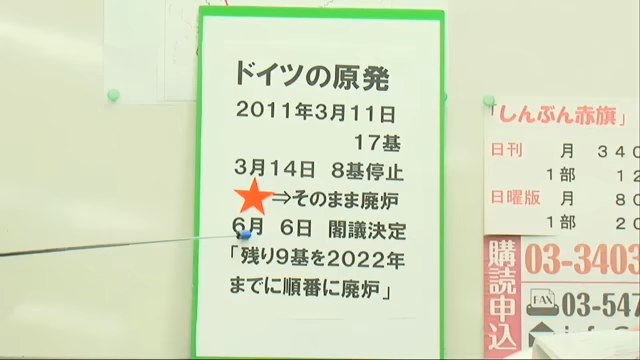 ドイツの原発
2011年3月11日
17基
3月14日 8基停止
★⇒そのまま廃炉
6月 6日 閣議決定
「残り9基を2022年
までに順番に廃炉」
「しんぶん赤旗」
日刊 月 340
1部 12
日曜版 月 80
1部 20
購読申込
03-3403
FAX 03-547